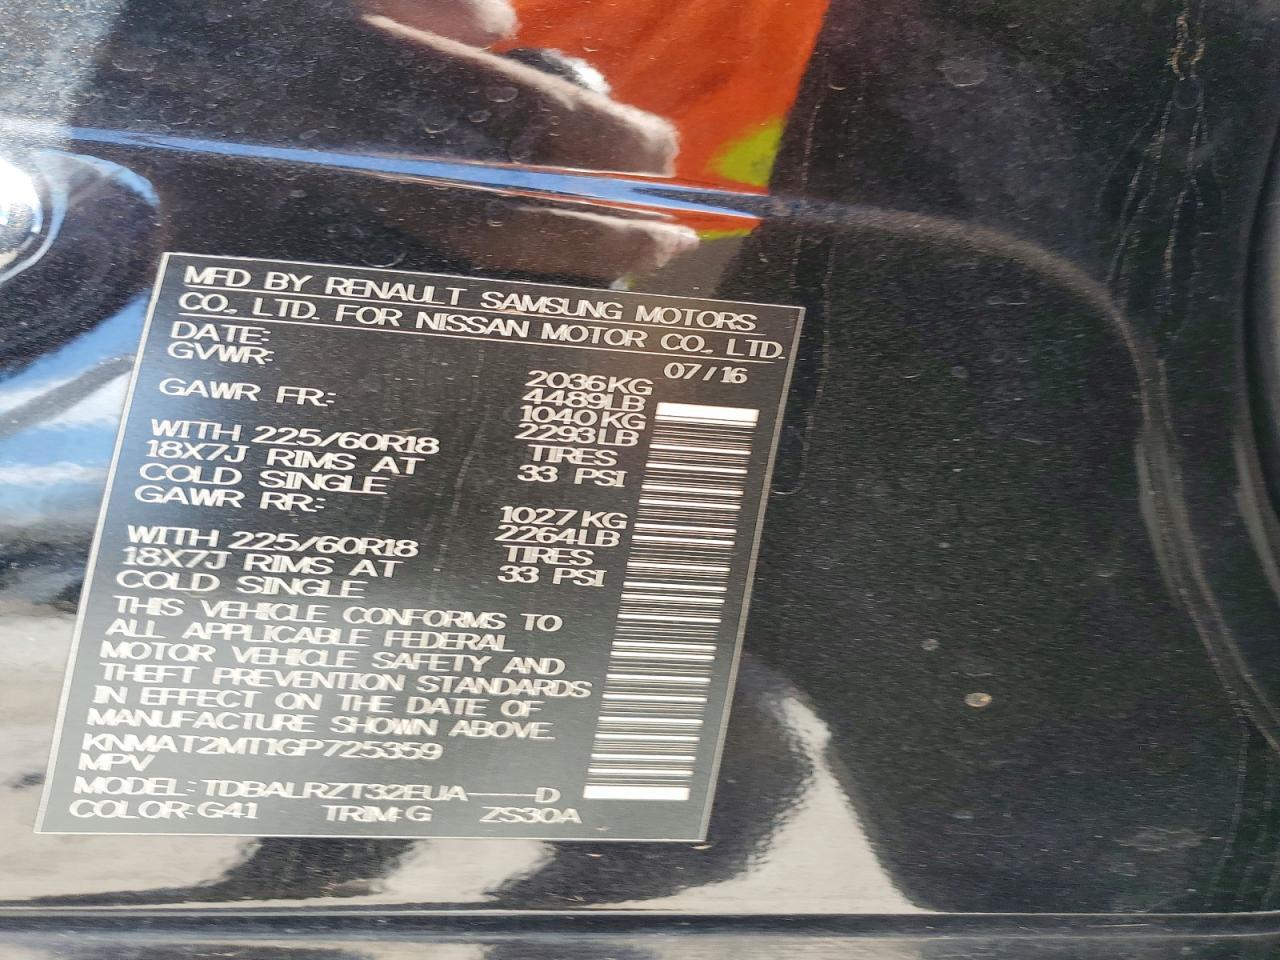 MFD BY RENAULT SAMSUNG MOTORS
CO., LTD. FOR NISSAN MOTOR CO., LTD.
DATE: 07/16
GVWR: 2036KG
4489LB
GAWR FR: 1040KG
2293LB
WITH 225/60R18 TIRES
18X7J RIMS AT 33 PSI
COLD SINGLE
GAWR RR: 1027KG
2264LB
WITH 225/60R18 TIRES
18X7J RIMS AT 33 PSI
COLD SINGLE
THIS VEHICLE CONFORMS TO
ALL APPLICABLE FEDERAL
MOTOR VEHICLE SAFETY AND
THEFT PREVENTION STANDARDS
IN EFFECT ON THE DATE OF
MANUFACTURE SHOWN ABOVE.
KNMAT2MT1GP725359
MPV
MODEL: TDBALRZT32EUA-----D
COLOR: G41 TRIM: G ZS30A